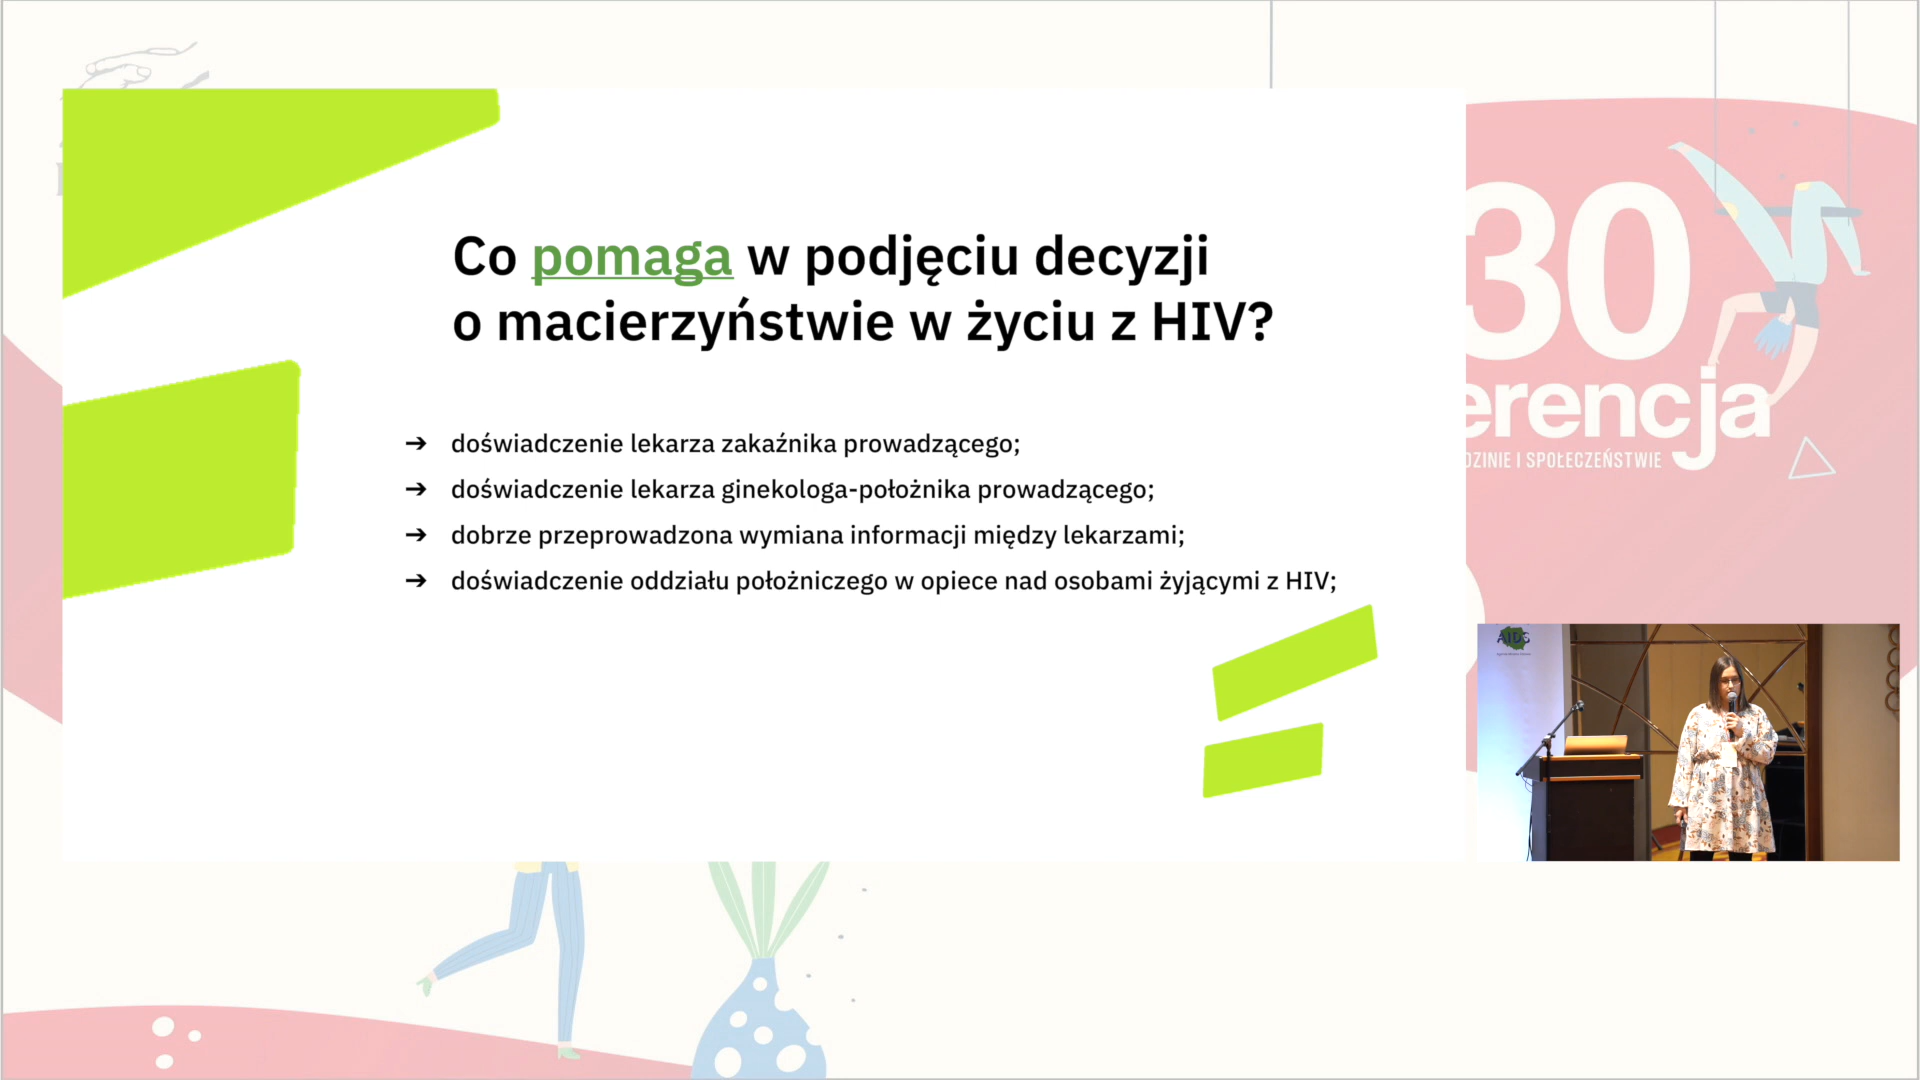 Co pomaga w podjęciu decyzji
o macierzyństwie w życiu z HIV?
➔ doświadczenie lekarza zakaźnika prowadzącego;
➔ doświadczenie lekarza ginekologa-położnika prowadzącego;
➔ dobrze przeprowadzona wymiana informacji między lekarzami;
➔ doświadczenie oddziału położniczego w opiece nad osobami żyjącymi z HIV;
30
erencja
DZINIE I SPOŁECZEŃSTWIE
AIDS